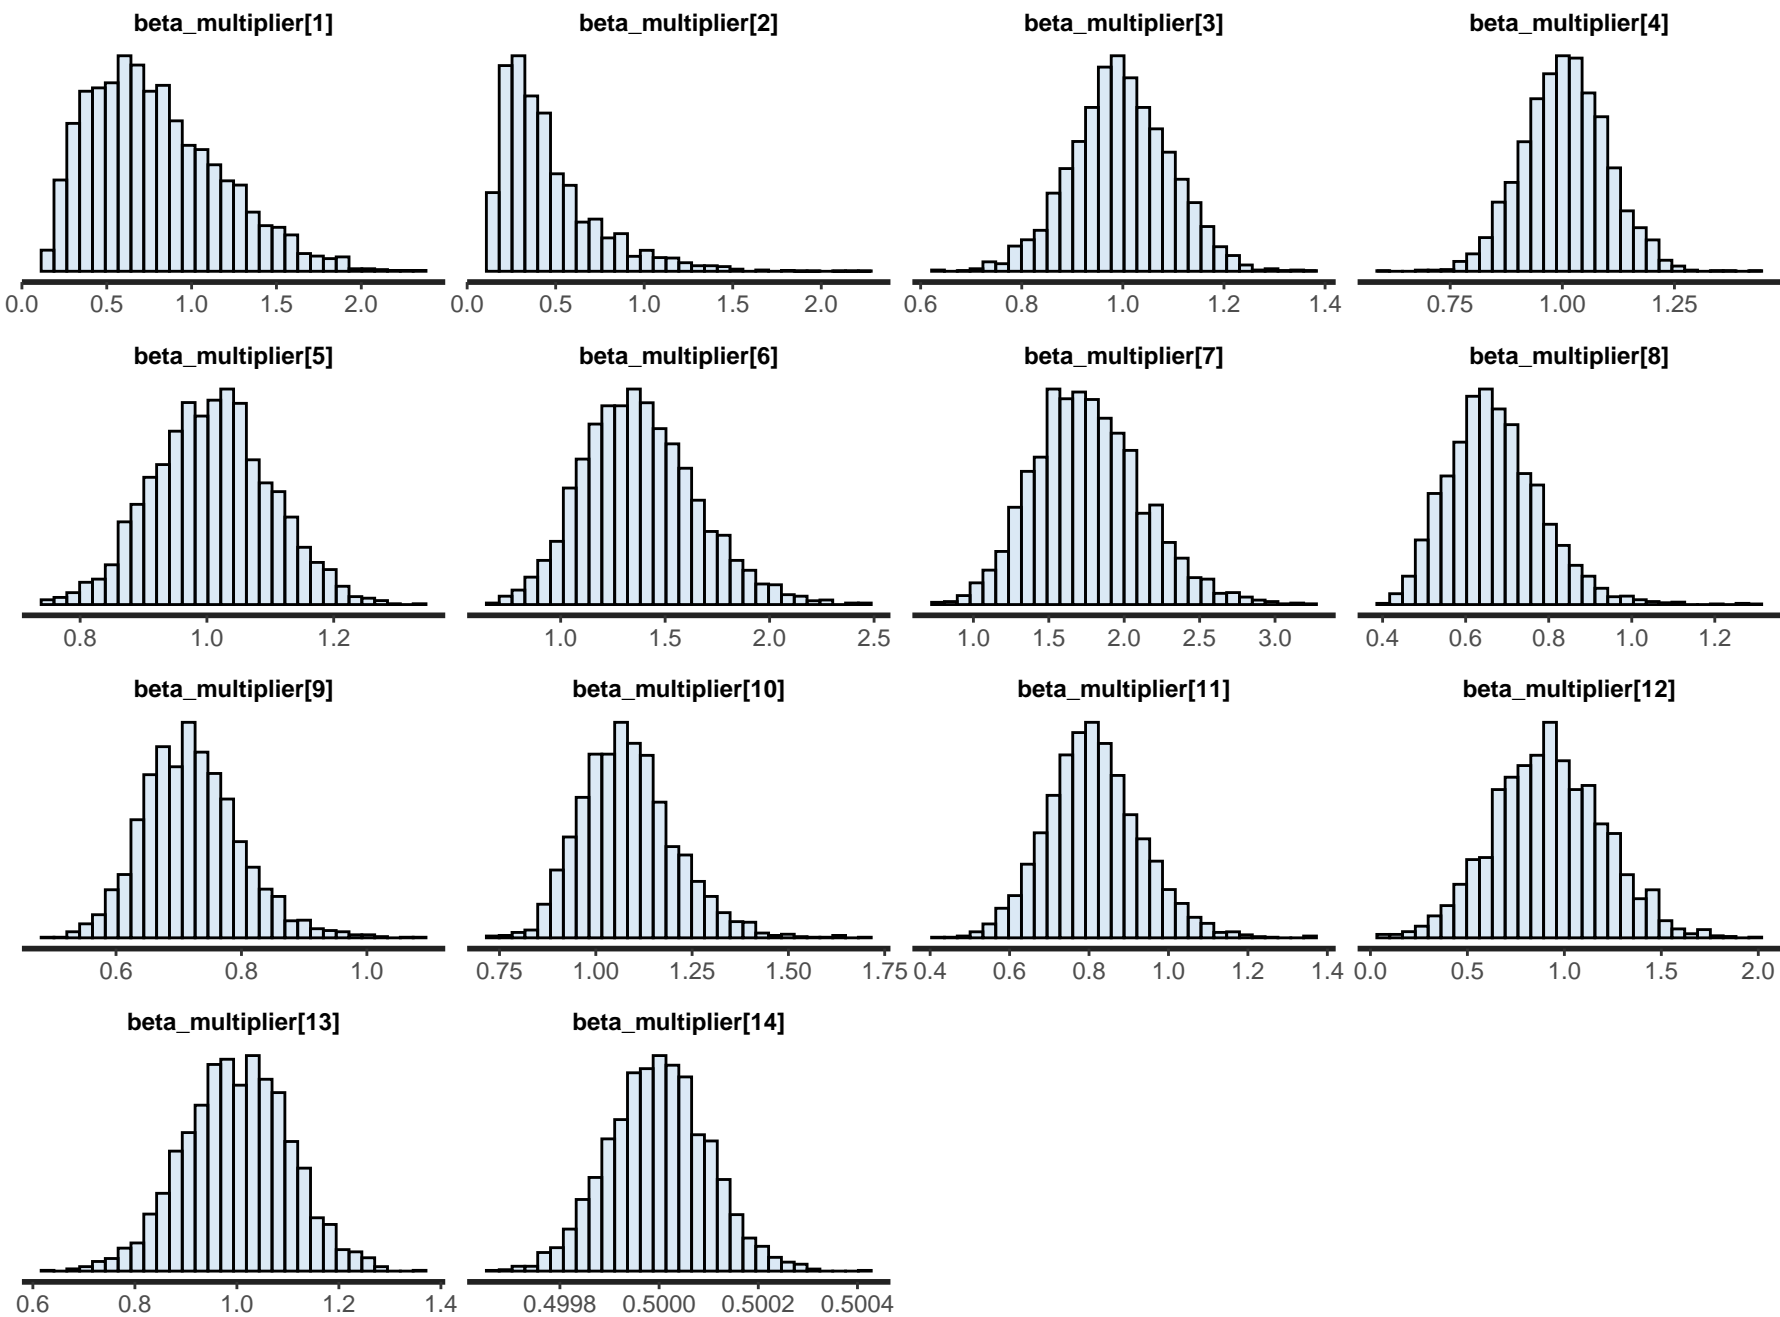 beta_multiplier[1] beta_multiplier[2] beta_multiplier[3] beta_multiplier[4]
0.0 0.5 1.0 1.5 2.0 0.0 0.5 1.0 1.5 2.0 0.6 0.8 1.0 1.2 1.4 0.75 1.00 1.25
beta_multiplier[5] beta_multiplier[6] beta_multiplier[7] beta_multiplier[8]
0.8 1.0 1.2 1.0 1.5 2.0 2.5 1.0 1.5 2.0 2.5 3.0 0.4 0.6 0.8 1.0 1.2
beta_multiplier[9] beta_multiplier[10] beta_multiplier[11] beta_multiplier[12]
0.6 0.8 1.0 0.75 1.00 1.25 1.50 1.75 0.4 0.6 0.8 1.0 1.2 1.4 0.0 0.5 1.0 1.5 2.0
beta_multiplier[13] beta_multiplier[14]
0.6 0.8 1.0 1.2 1.4 0.4998 0.5000 0.5002 0.5004